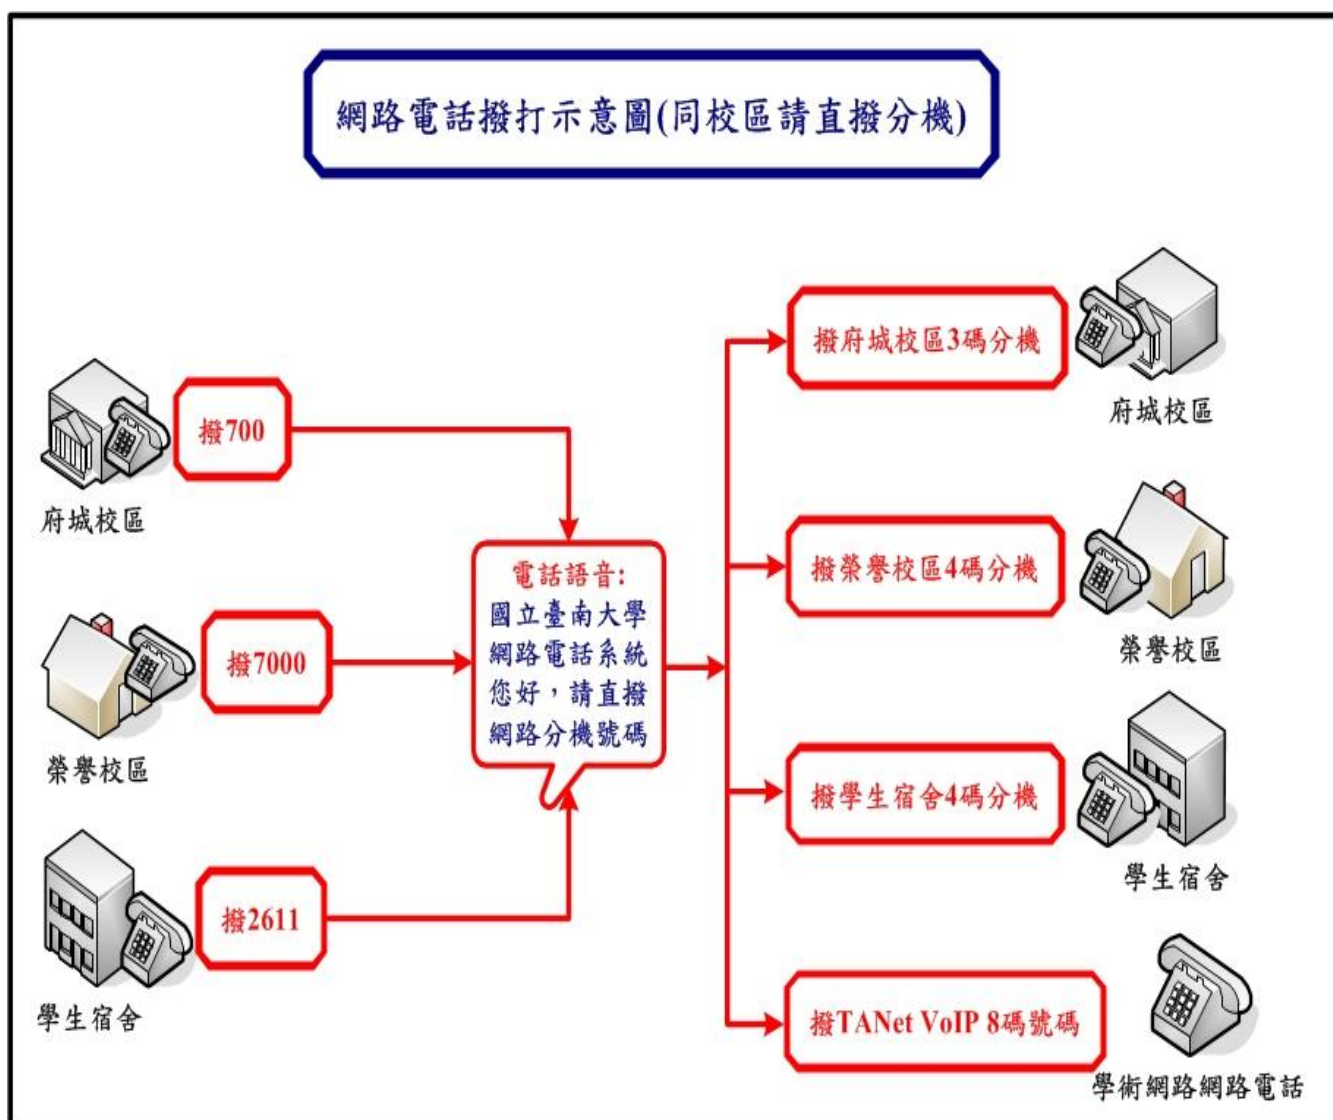 網路電話撥打示意圖(同校區請直撥分機)
撥700
府城校區
撥7000
榮譽校區
撥2611
學生宿舍
電話語音:
國立臺南大學
網路電話系統
您好，請直撥
網路分機號碼
撥府城校區3碼分機
府城校區
撥榮譽校區4碼分機
榮譽校區
撥學生宿舍4碼分機
學生宿舍
撥TANet VoIP 8碼號碼
學術網路網路電話